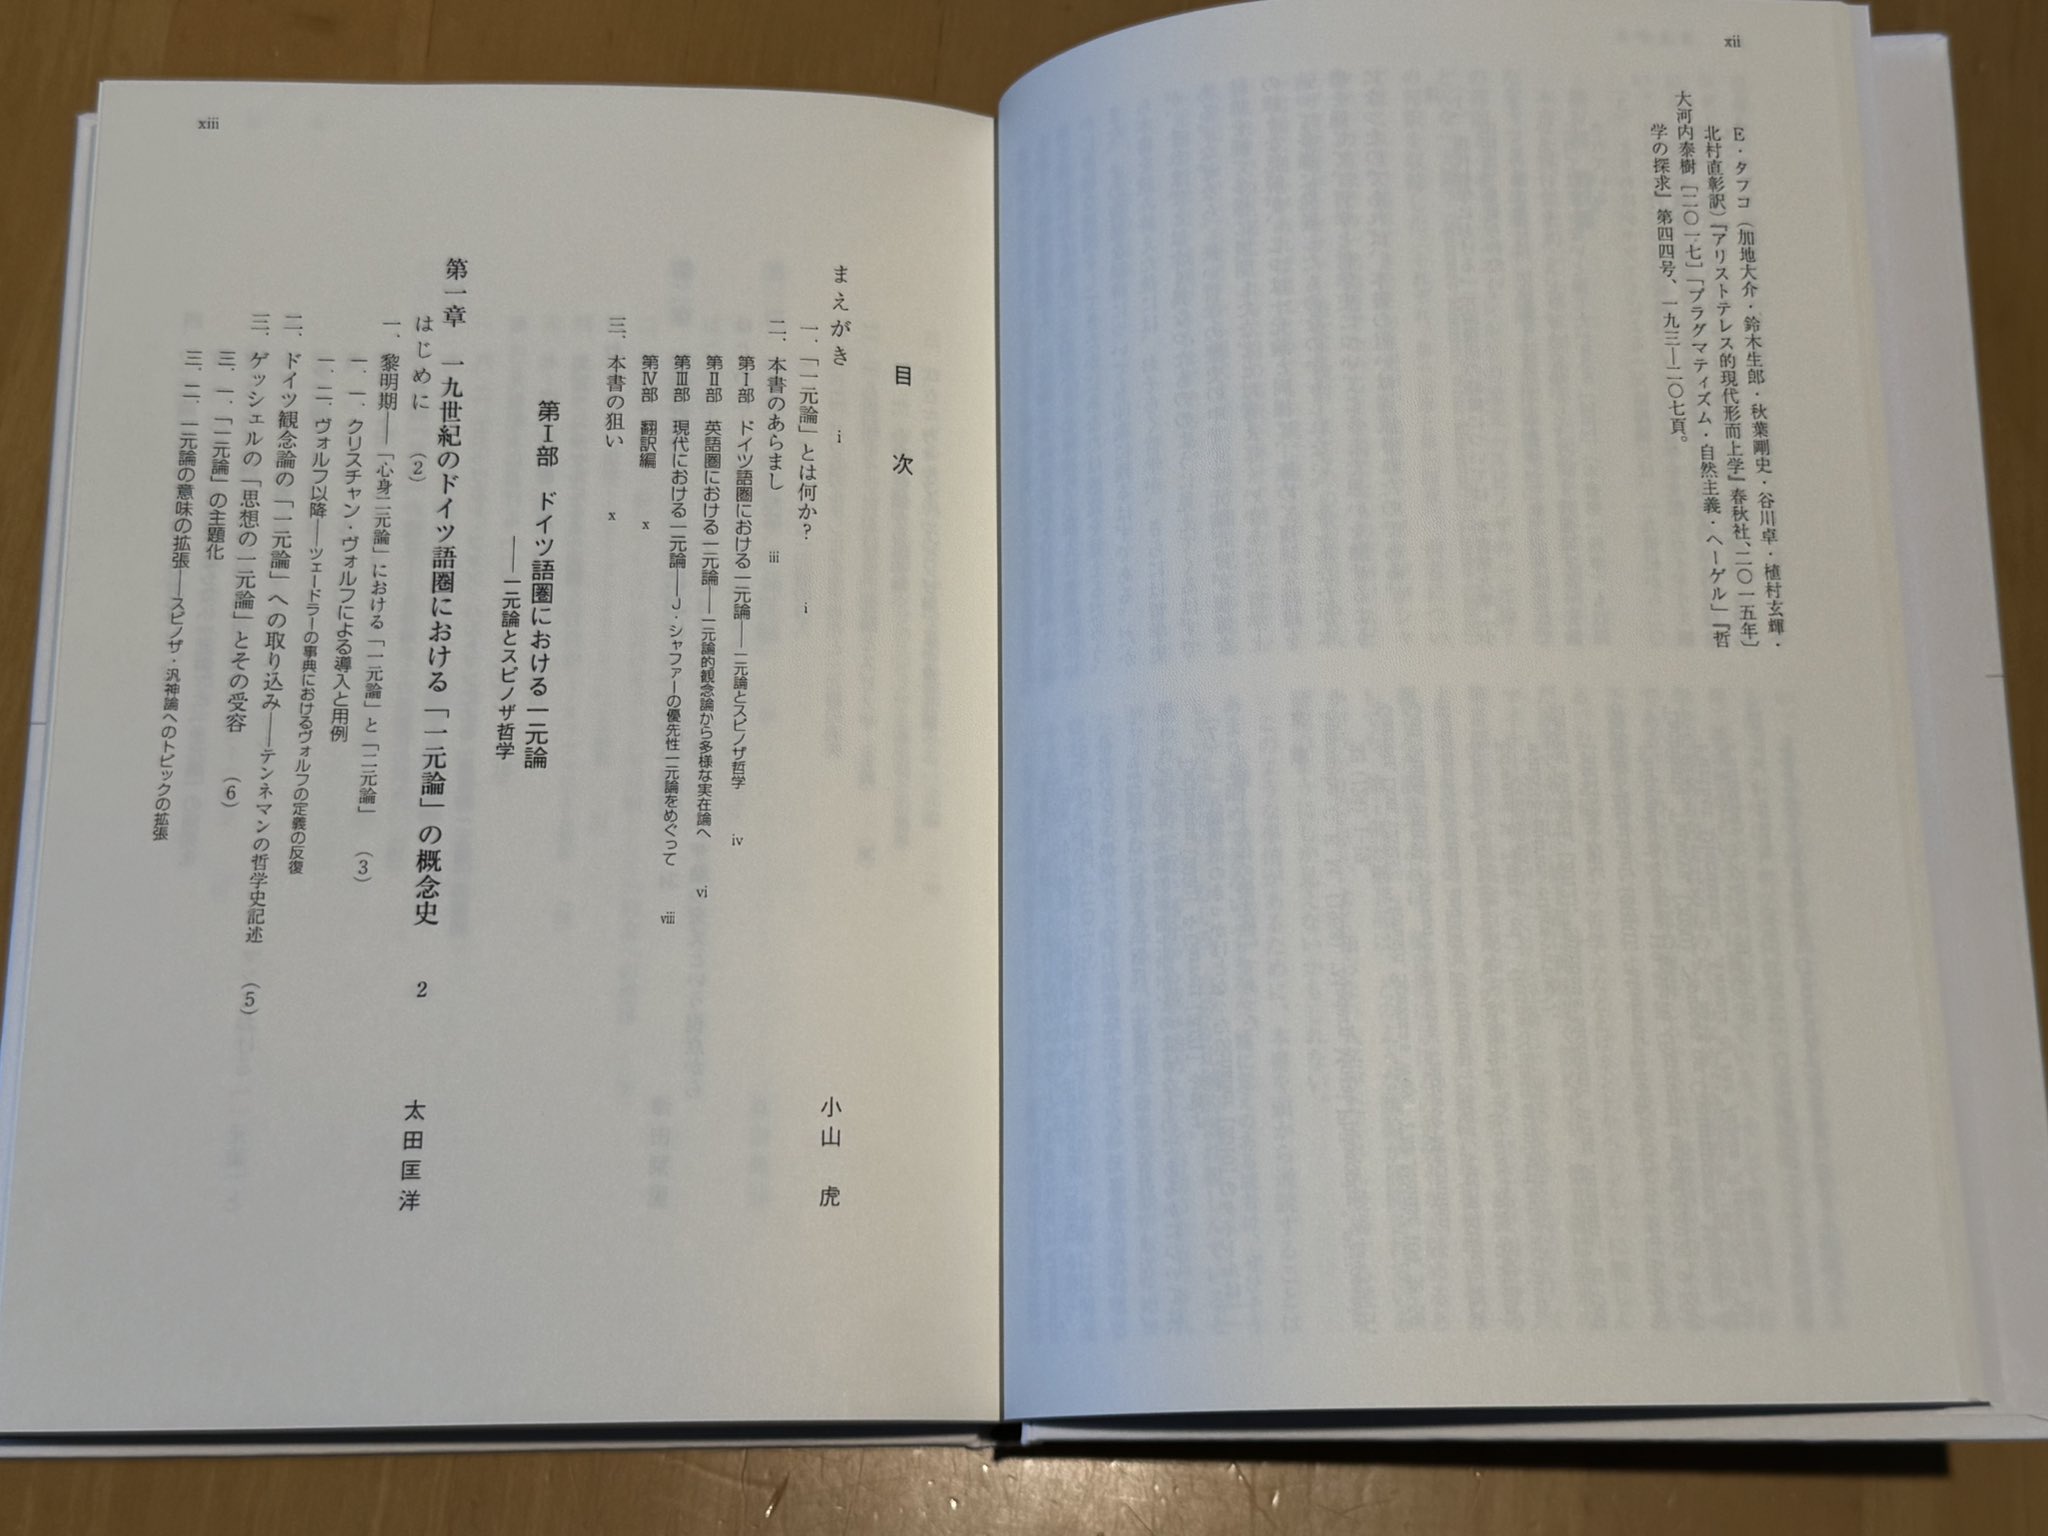 xii
E・タフコ（加地大介・鈴木生郎・秋葉剛史・谷川卓・植村玄輝・
北村直彰訳）『アリストテレス的現代形而上学』春秋社、二〇一五年〕
大河内泰樹〔二〇一七〕「プラグマティズム・自然主義・ヘーゲル」『哲
学の探求』第四四号、一九三―二〇七頁。
xiii
目次
まえがき i 小山 虎
一．「一元論」とは何か？ i
二．本書のあらまし iii
第Ⅰ部 ドイツ語圏における一元論――一元論とスピノザ哲学 iv
第Ⅱ部 英語圏における一元論――一元論的観念論から多様な実在論へ vi
第Ⅲ部 現代における一元論――J・シャファーの優先性一元論をめぐって viii
第Ⅳ部 翻訳編 x
三．本書の狙い x
第Ⅰ部 ドイツ語圏における一元論
――一元論とスピノザ哲学
第一章 一九世紀のドイツ語圏における「一元論」の概念史 2 太田匡洋
はじめに (2)
一．黎明期――「心身二元論」における「一元論」と「二元論」 (3)
一．一．クリスチャン・ヴォルフによる導入と用例
一．二．ヴォルフ以降――ツェードラーの事典におけるヴォルフの定義の反復
二．ドイツ観念論の「一元論」への取り込み――テンネマンの哲学史記述 (5)
三．ゲッシェルの「思想の一元論」とその受容 (6)
三．一．「一元論」の主題化
三．二．一元論の意味の拡張――スピノザ・汎神論へのトピックの拡張